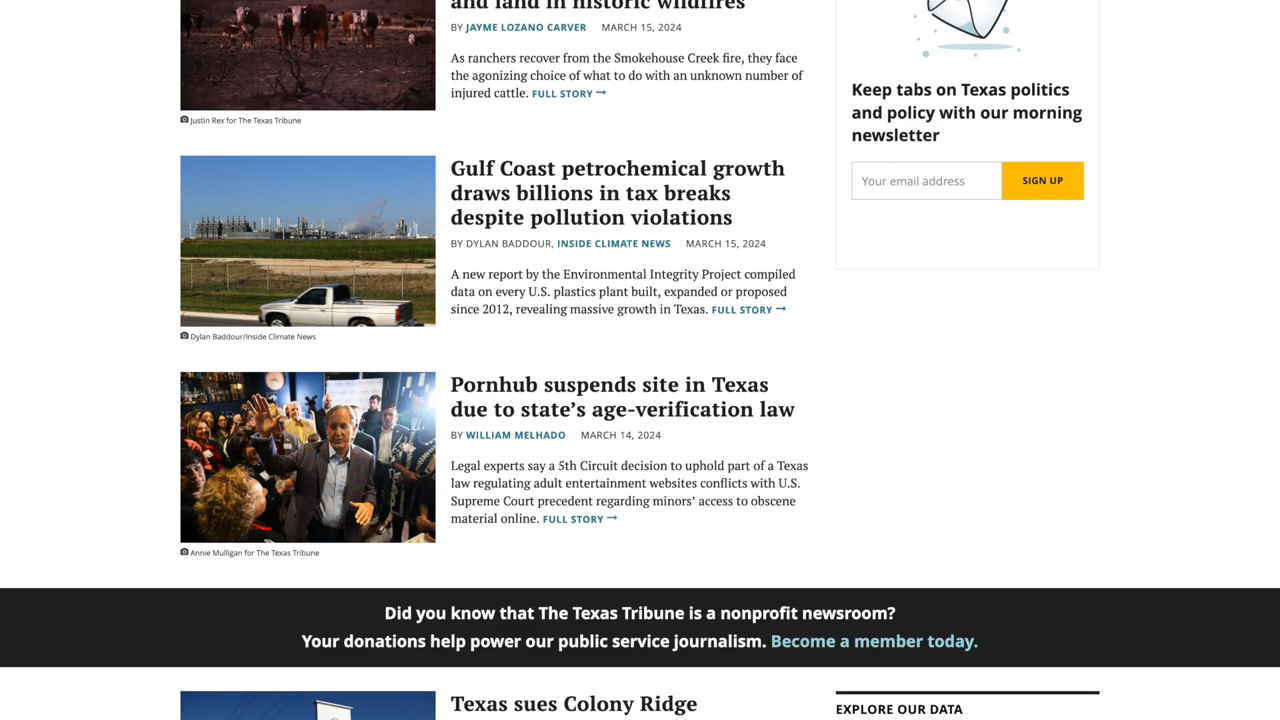 and land in historic wildfires
BY JAYME LOZANO CARVER MARCH 15, 2024
As ranchers recover from the Smokehouse Creek fire, they face
the agonizing choice of what to do with an unknown number of
injured cattle. FULL STORY →
Justin Rex for The Texas Tribune
Gulf Coast petrochemical growth
draws billions in tax breaks
despite pollution violations
BY DYLAN BADDOUR, INSIDE CLIMATE NEWS MARCH 15, 2024
A new report by the Environmental Integrity Project compiled
data on every U.S. plastics plant built, expanded or proposed
since 2012, revealing massive growth in Texas. FULL STORY →
Dylan Baddour/Inside Climate News
Pornhub suspends site in Texas
due to state’s age-verification law
BY WILLIAM MELHADO MARCH 14, 2024
Legal experts say a 5th Circuit decision to uphold part of a Texas
law regulating adult entertainment websites conflicts with U.S.
Supreme Court precedent regarding minors’ access to obscene
material online. FULL STORY →
Annie Mulligan for The Texas Tribune
Keep tabs on Texas politics
and policy with our morning
newsletter
Your email address
SIGN UP
Did you know that The Texas Tribune is a nonprofit newsroom?
Your donations help power our public service journalism. Become a member today.
Texas sues Colony Ridge
EXPLORE OUR DATA